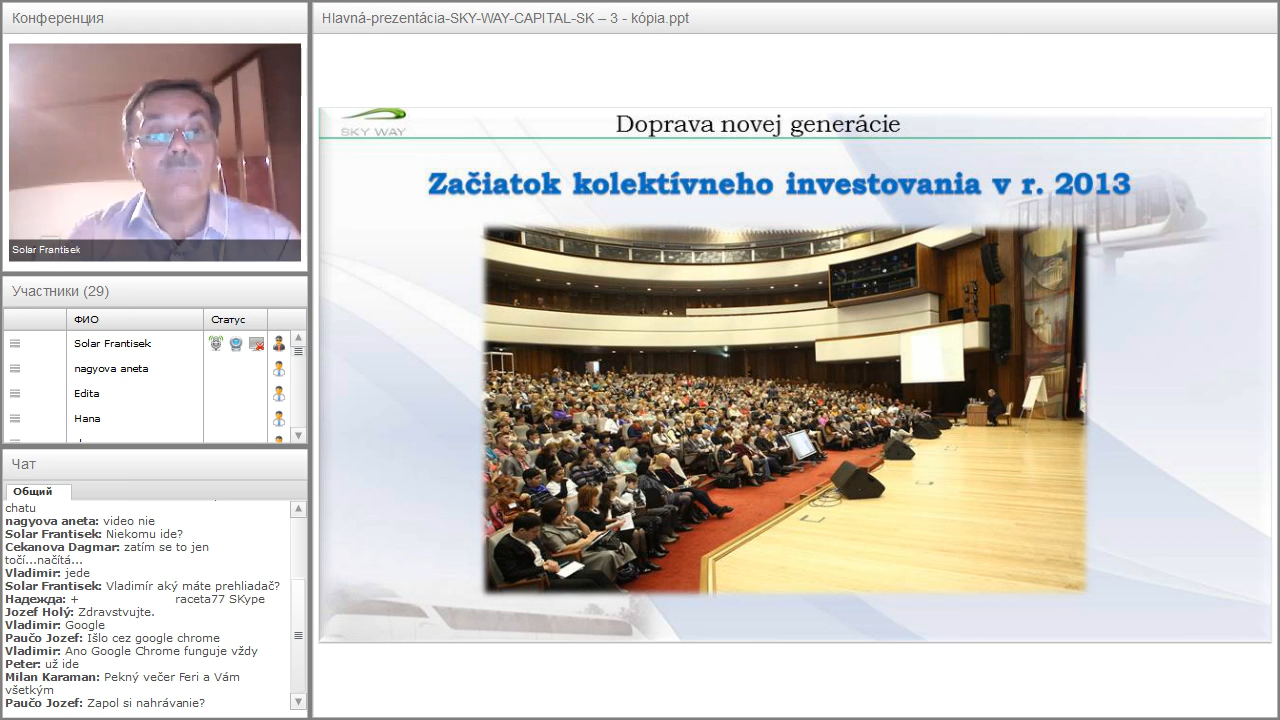 Конференция
Solar Frantisek
Участники (29)
ФИО
Статус
Solar Frantisek
nagyova aneta
Edita
Hana
Чат
Общий
chatu
nagyova aneta: video nie
Solar Frantisek: Niekomu ide?
Cekanova Dagmar: zatím se to jen
točí...načítá...
Vladimir: jede
Solar Frantisek: Vladimír aký máte prehliadač?
Надежда: + raceta77 SKype
Jozef Holý: Zdravstvujte.
Vladimir: Google
Paučo Jozef: Išlo cez google chrome
Vladimir: Ano Google Chrome funguje vždy
Peter: už ide
Milan Karaman: Pekný večer Feri a Vám
všetkým
Paučo Jozef: Zapol si nahrávanie?
Hlavná-prezentácia-SKY-WAY-CAPITAL-SK – 3 - kópia.ppt
SKY WAY
Doprava novej generácie
Začiatok kolektívneho investovania v r. 2013